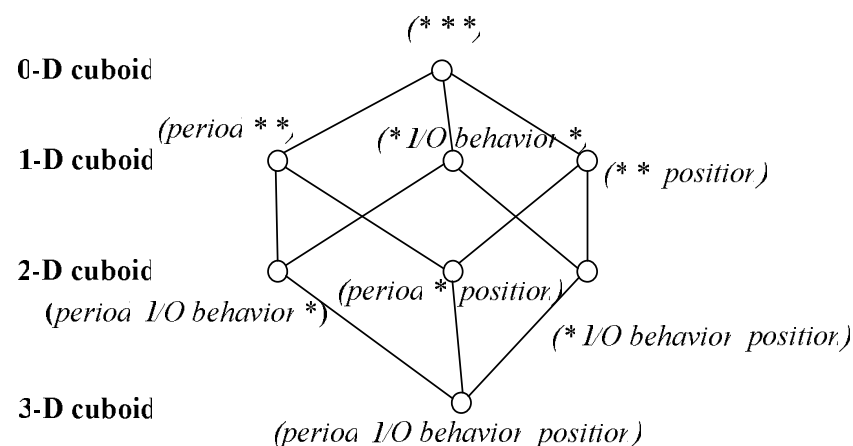 (* * *)
0-D cuboid
(period * *)
(* I/O behavior *)
1-D cuboid
(* * position)
2-D cuboid
(period * position)
(period I/O behavior *)
(* I/O behavior position)
3-D cuboid
(period I/O behavior position)